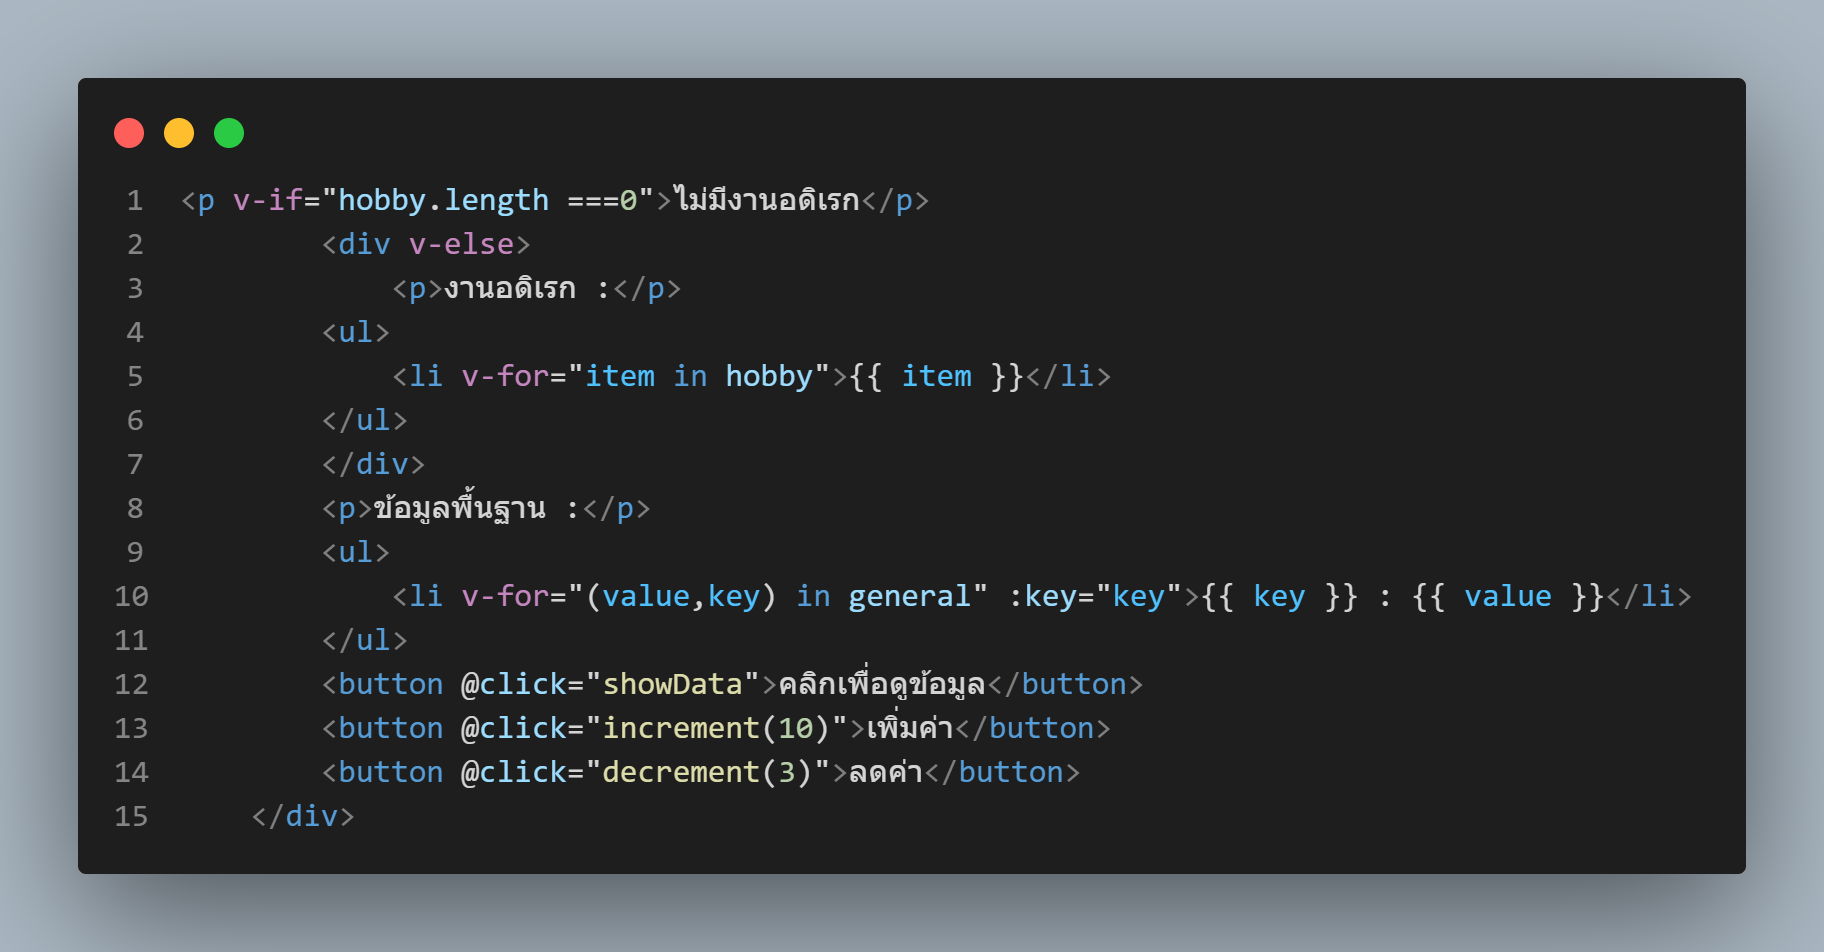 1 <p v-if="hobby.length ===0">ไม่มีงานอดิเรก</p>
2         <div v-else>
3             <p>งานอดิเรก :</p>
4         <ul>
5             <li v-for="item in hobby">{{ item }}</li>
6         </ul>
7         </div>
8         <p>ข้อมูลพื้นฐาน :</p>
9         <ul>
10             <li v-for="(value,key) in general" :key="key">{{ key }} : {{ value }}</li>
11         </ul>
12         <button @click="showData">คลิกเพื่อดูข้อมูล</button>
13         <button @click="increment(10)">เพิ่มค่า</button>
14         <button @click="decrement(3)">ลดค่า</button>
15     </div>